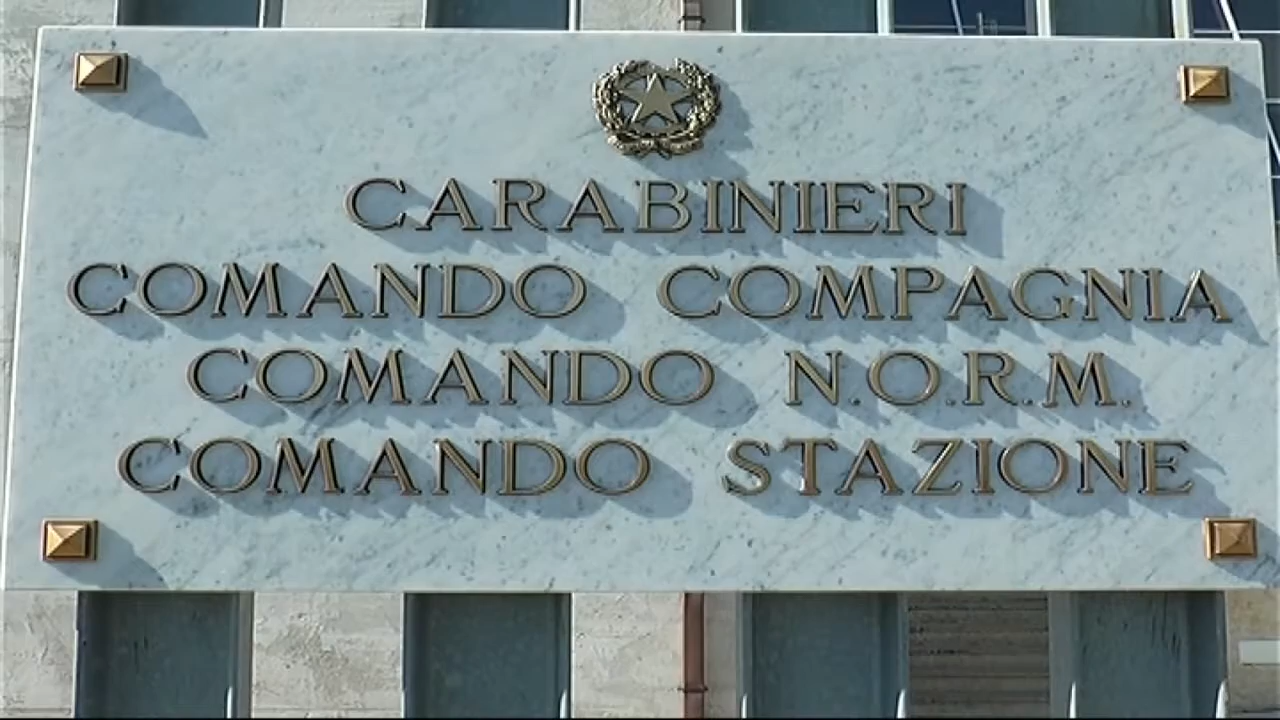 CARABINIERI
COMANDO COMPAGNIA
COMANDO N.O.R.M.
COMANDO STAZIONE